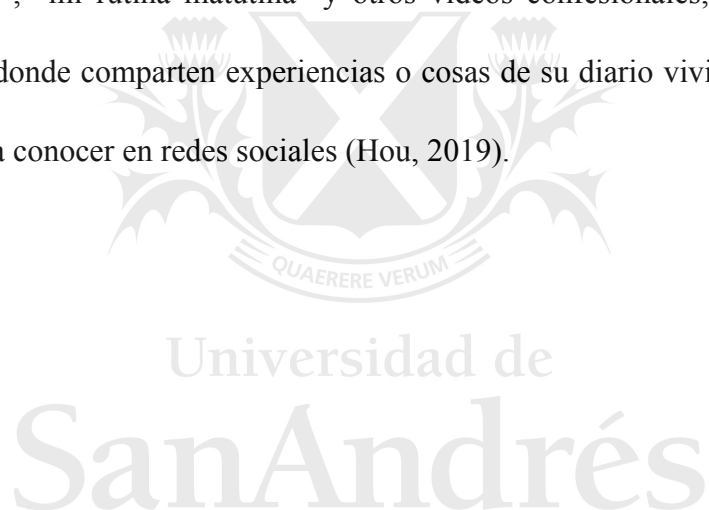 ", "mi rutina matutina" y otros videos confesionales,
donde comparten experiencias o cosas de su diario vivi
a conocer en redes sociales (Hou, 2019).
QUAERERE VERUM
Universidad de
SanAndrés